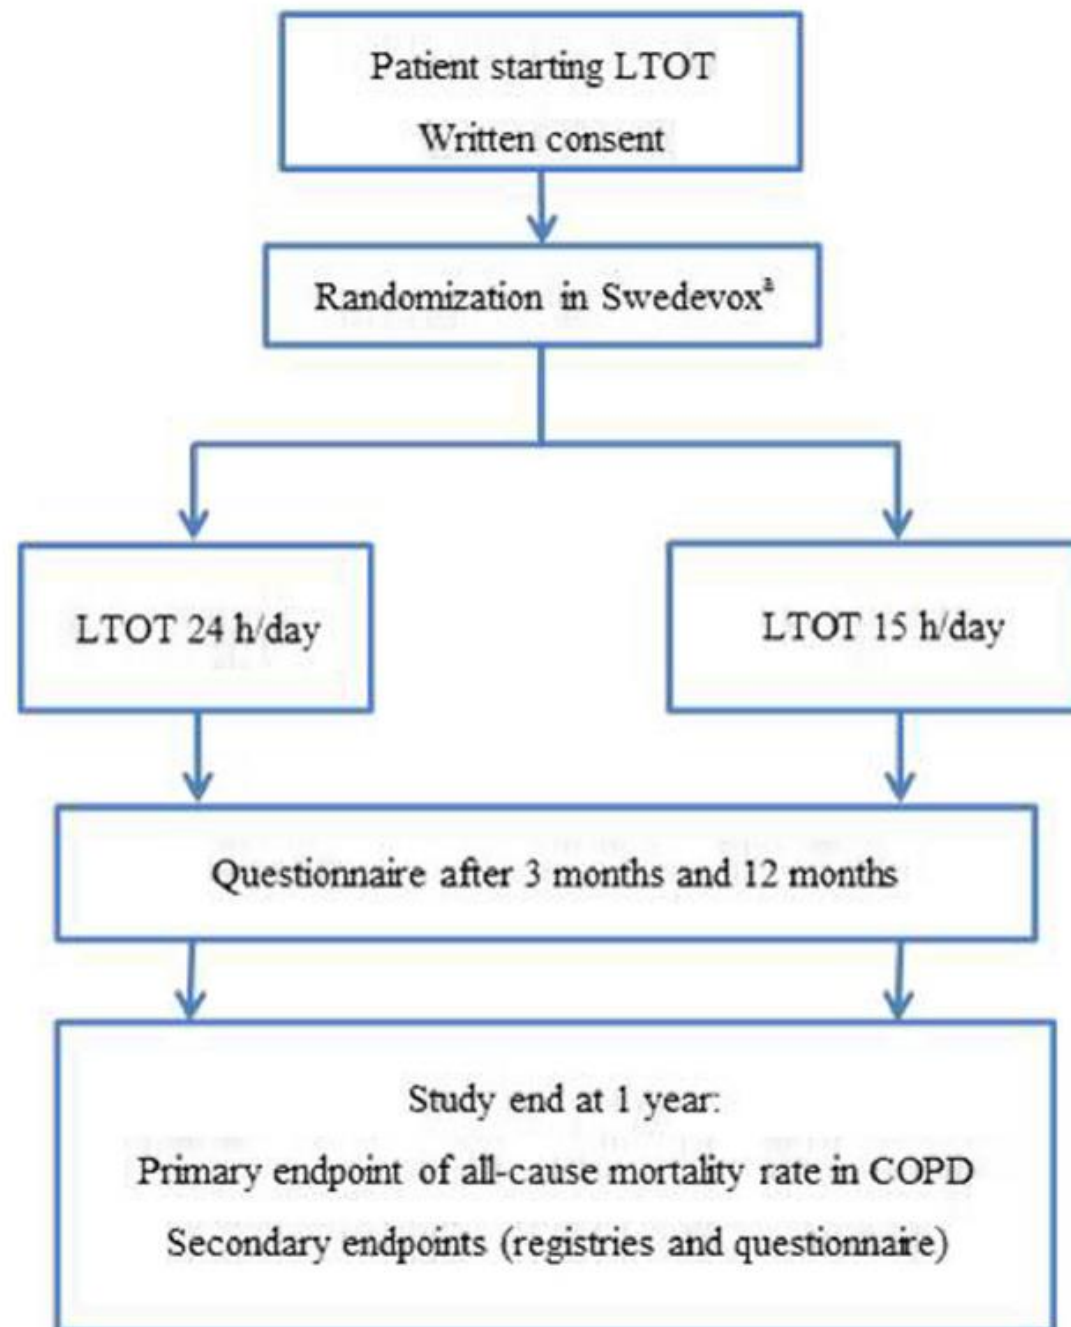 Patient starting LTOT
Written consent
Randomization in Swedevoxª
LTOT 24 h/day
LTOT 15 h/day
Questionnaire after 3 months and 12 months
Study end at 1 year:
Primary endpoint of all-cause mortality rate in COPD
Secondary endpoints (registries and questionnaire)